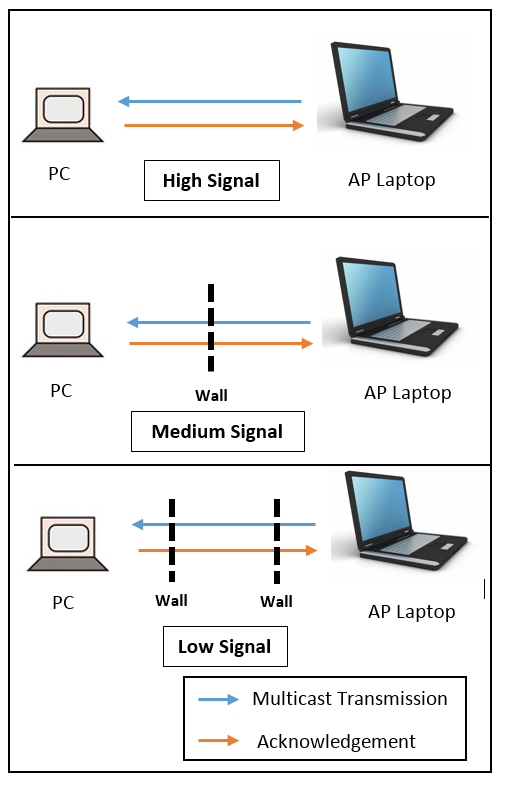 PC
AP Laptop
High Signal
PC
AP Laptop
Wall
Medium Signal
PC
Wall
Wall
AP Laptop
Low Signal
Multicast Transmission
Acknowledgement